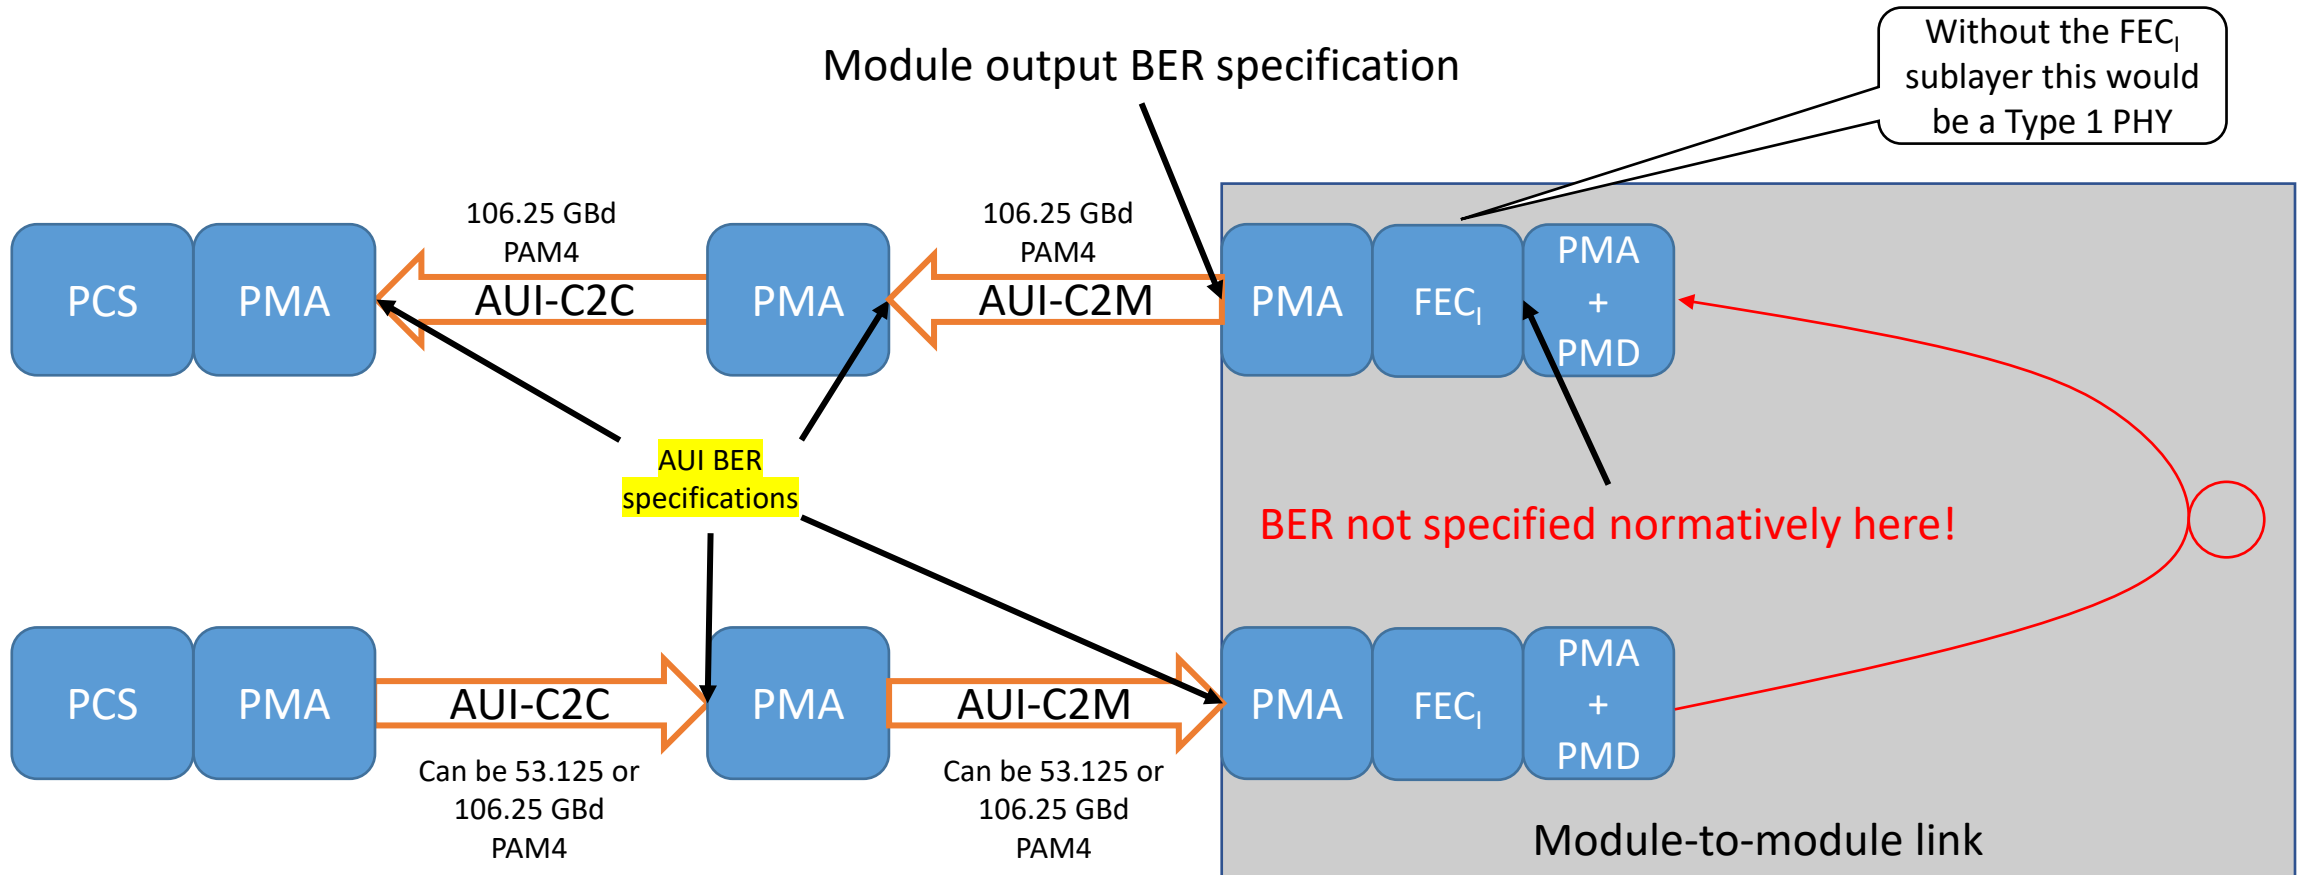 Module output BER specification
Without the FECI
sublayer this would
be a Type 1 PHY
106.25 GBd
PAM4
106.25 GBd
PAM4
PCS
PMA
AUI-C2C
PMA
AUI-C2M
PMA
FECI
PMA
+
PMD
AUI BER
specifications
BER not specified normatively here!
PCS
PMA
AUI-C2C
PMA
AUI-C2M
PMA
FECI
PMA
+
PMD
Can be 53.125 or
106.25 GBd
PAM4
Can be 53.125 or
106.25 GBd
PAM4
Module-to-module link